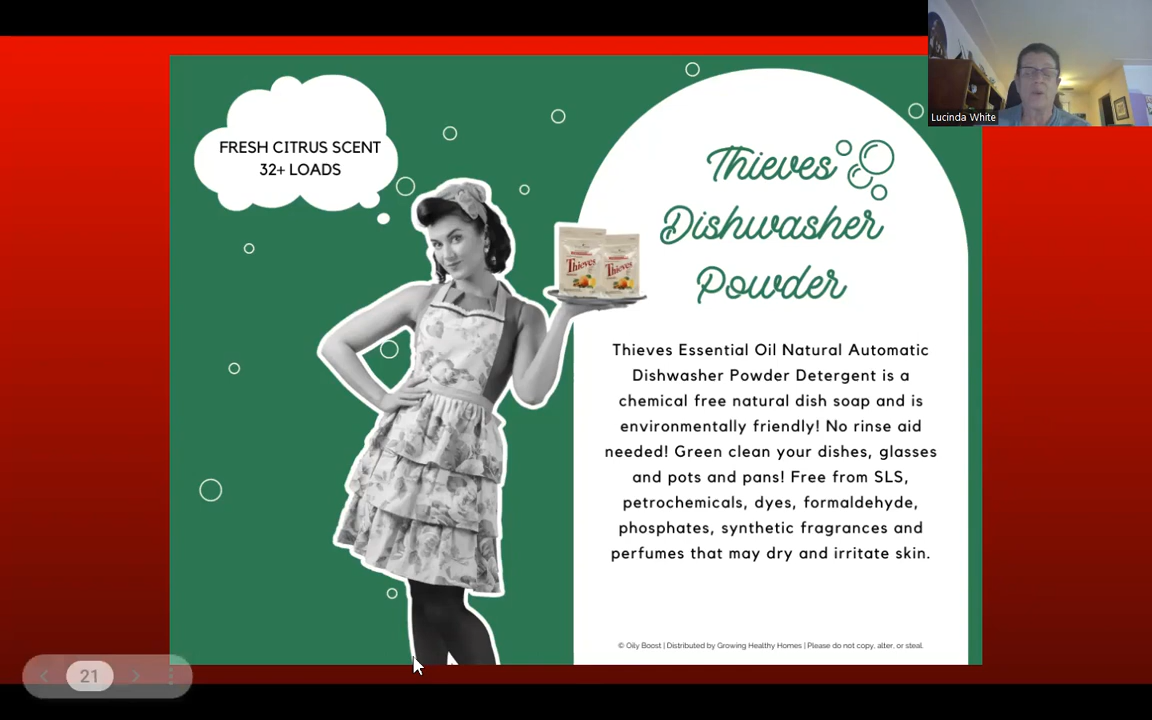 Lucinda White
FRESH CITRUS SCENT
32+ LOADS
Thieves
Dishwasher
Powder
Thieves
Thieves
Thieves Essential Oil Natural Automatic
Dishwasher Powder Detergent is a
chemical free natural dish soap and is
environmentally friendly! No rinse aid
needed! Green clean your dishes, glasses
and pots and pans! Free from SLS,
petrochemicals, dyes, formaldehyde,
phosphates, synthetic fragrances and
perfumes that may dry and irritate skin.
© Oily Boost | Distributed by Growing Healthy Homes | Please do not copy, alter, or steal.
21